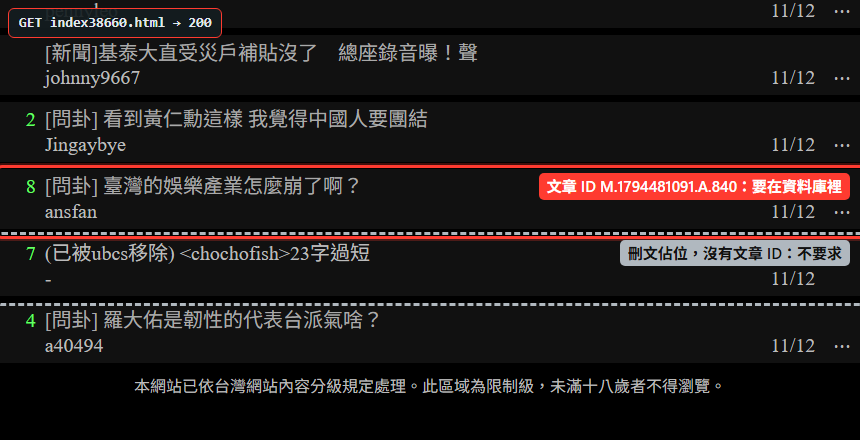 GET index38660.html → 200
11/12 ⋯
[新聞]基泰大直受災戶補貼沒了　總座錄音曝！聲
johnny9667
11/12 ⋯
2 [問卦] 看到黃仁勳這樣 我覺得中國人要團結
Jingaybye
11/12 ⋯
8 [問卦] 臺灣的娛樂產業怎麼崩了啊？
文章 ID M.1794481091.A.840：要在資料庫裡
ansfan
11/12 ⋯
7 (已被ubcs移除) <chochofish>23字過短
刪文佔位，沒有文章 ID：不要求
-
11/12
4 [問卦] 羅大佑是韌性的代表台派氣啥？
a40494
11/12 ⋯
本網站已依台灣網站內容分級規定處理。此區域為限制級，未滿十八歲者不得瀏覽。